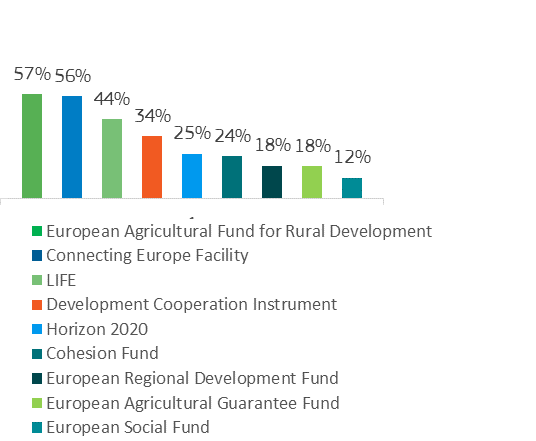 57% 56% 44% 34% 25% 24% 18% 18% 12%
European Agricultural Fund for Rural Development
Connecting Europe Facility
LIFE
Development Cooperation Instrument
Horizon 2020
Cohesion Fund
European Regional Development Fund
European Agricultural Guarantee Fund
European Social Fund